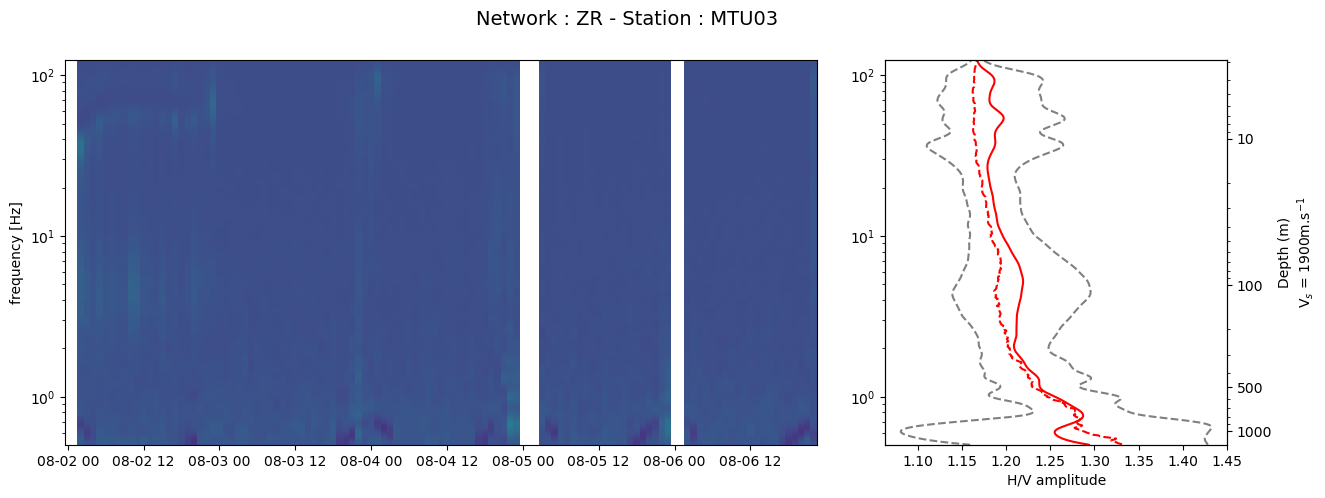 Network : ZR - Station : MTU03
frequency [Hz]
10²
10¹
10⁰
08-02 00 08-02 12 08-03 00 08-03 12 08-04 00 08-04 12 08-05 00 08-05 12 08-06 00 08-06 12
10²
10¹
10⁰
1.10 1.15 1.20 1.25 1.30 1.35 1.40 1.45
H/V amplitude
10
100
500
1000
Depth (m)
Vₛ = 1900m.s⁻¹